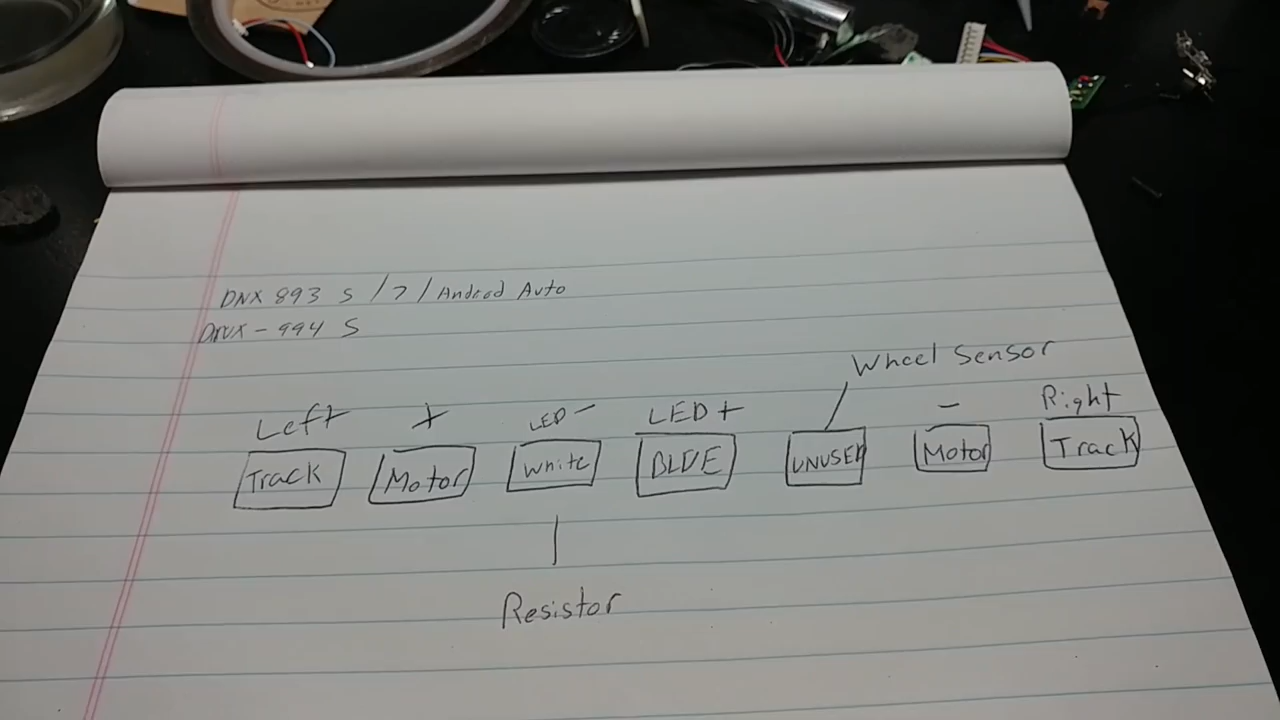 DNX 893 S / 7 / Android Auto
DNX - 994 S
Wheel Sensor
Left + LED - LED + - Right
Track Motor White BLUE UNUSED Motor Track
Resistor